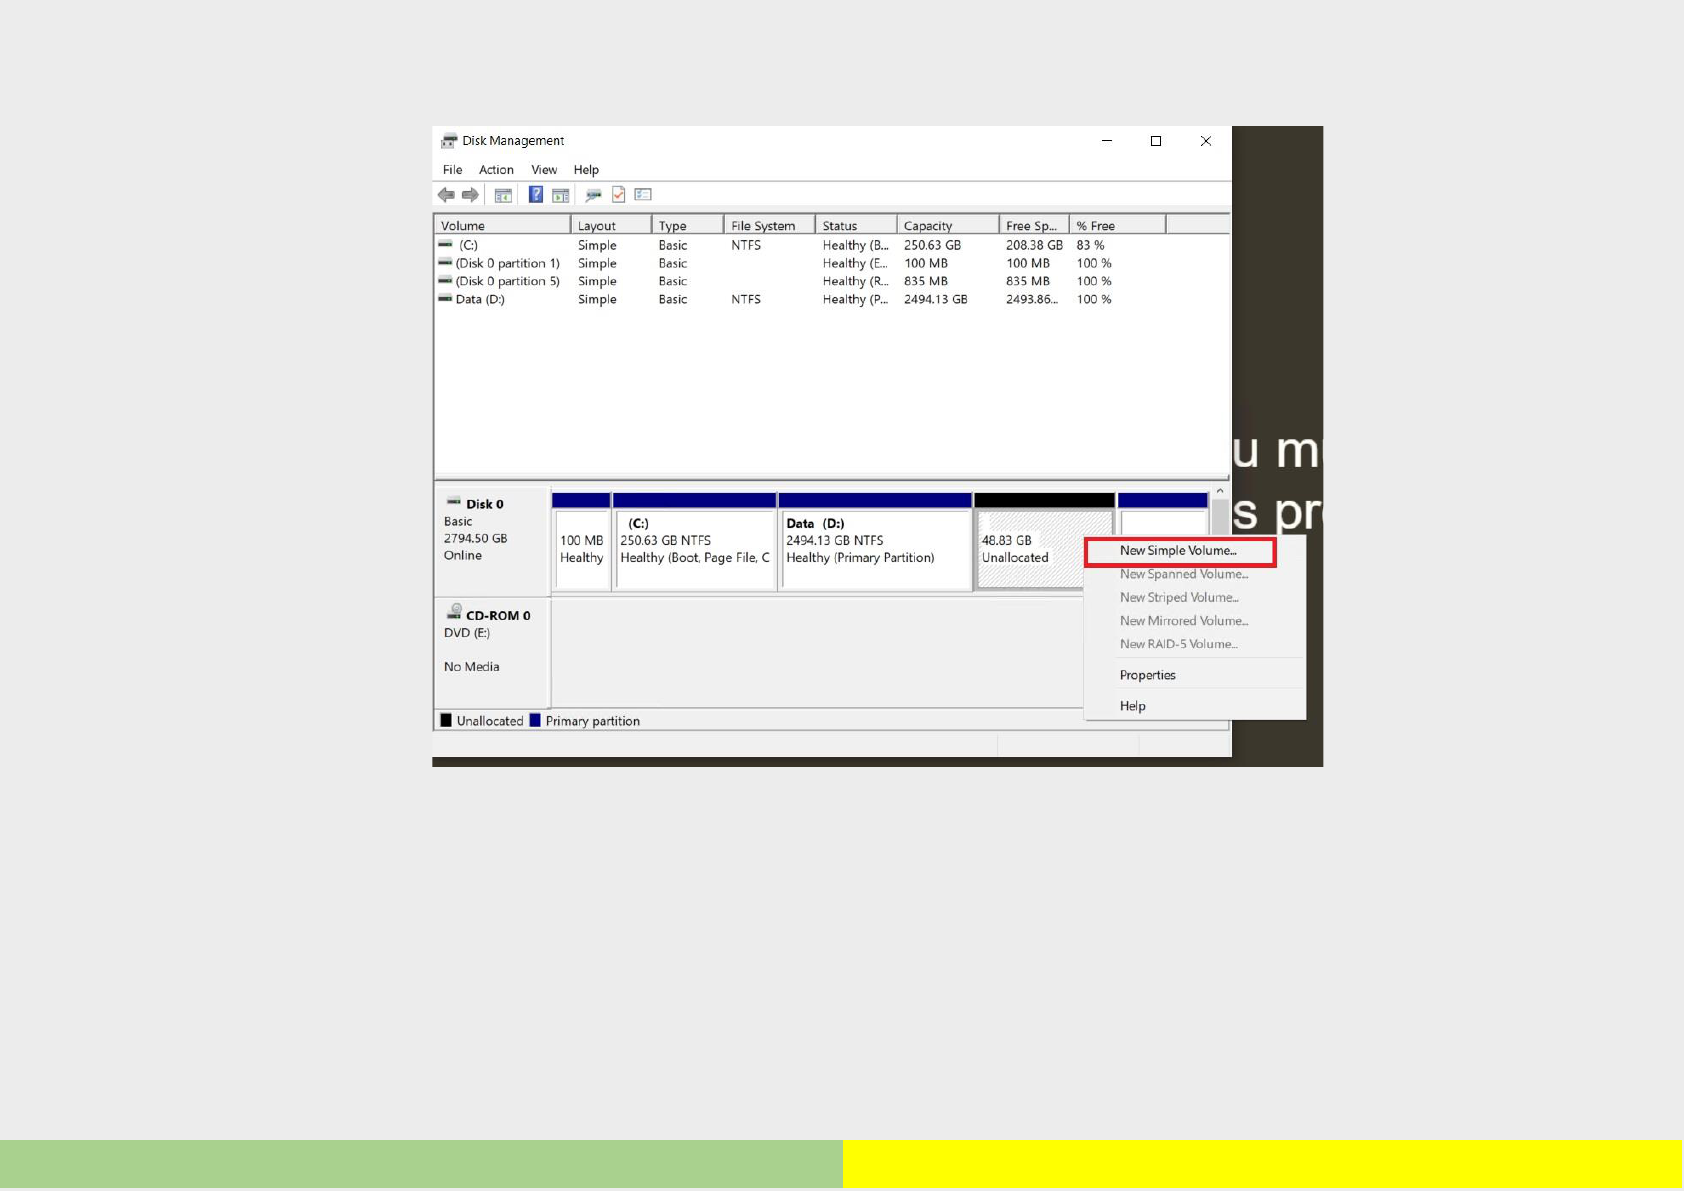 Disk Management
File Action View Help
Volume Layout Type File System Status Capacity Free Sp... % Free
(C:) Simple Basic NTFS Healthy (B... 250.63 GB 208.38 GB 83 %
(Disk 0 partition 1) Simple Basic Healthy (E... 100 MB 100 MB 100 %
(Disk 0 partition 5) Simple Basic Healthy (R... 835 MB 835 MB 100 %
Data (D:) Simple Basic NTFS Healthy (P... 2494.13 GB 2493.86... 100 %
u m
s pr
Disk 0
Basic
2794.50 GB
Online
100 MB
Healthy
(C:)
250.63 GB NTFS
Healthy (Boot, Page File, C
Data (D:)
2494.13 GB NTFS
Healthy (Primary Partition)
48.83 GB
Unallocated
New Simple Volume...
New Spanned Volume...
New Striped Volume...
New Mirrored Volume...
New RAID-5 Volume...
Properties
Help
CD-ROM 0
DVD (E:)
No Media
Unallocated Primary partition